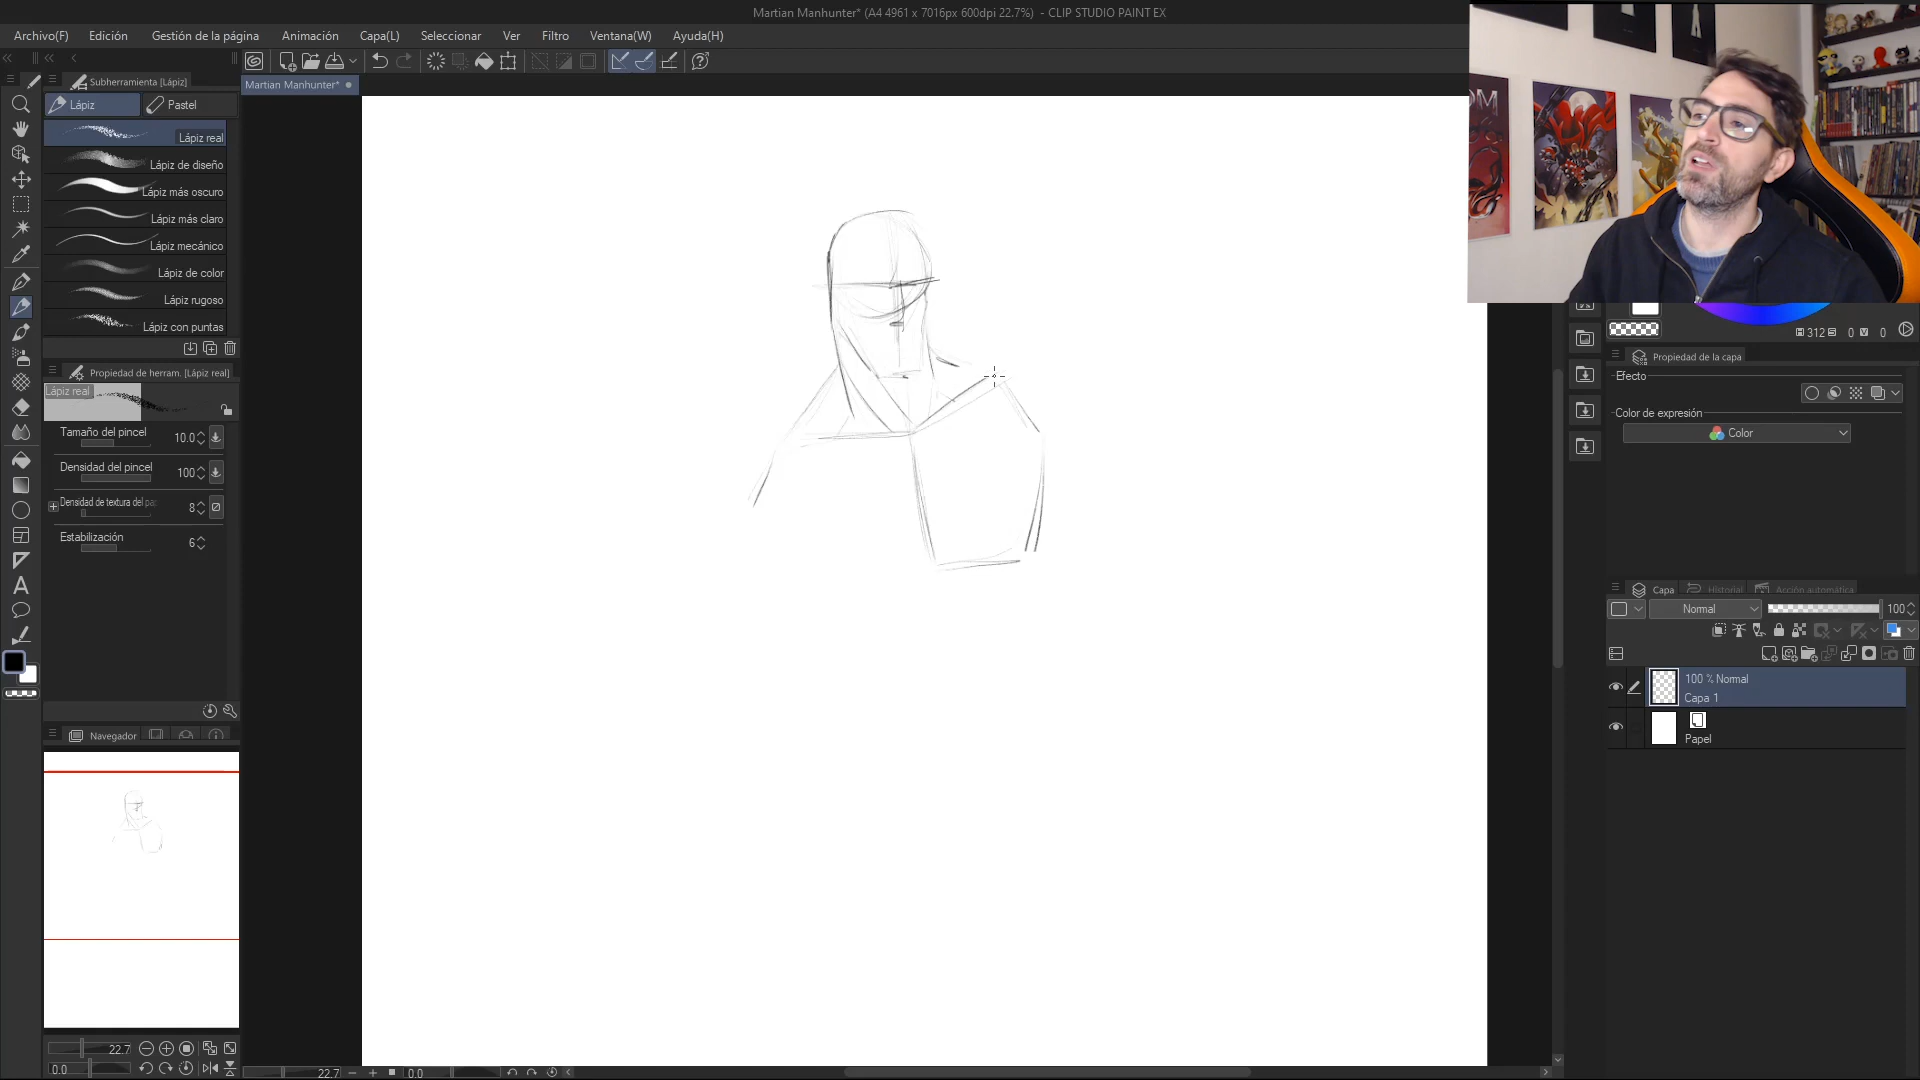 Martian Manhunter* (A4 4961 x 7016px 600dpi 22.7%) - CLIP STUDIO PAINT EX
Archivo(F) Edición Gestión de la página Animación Capa(L) Seleccionar Ver Filtro Ventana(W) Ayuda(H)
Subherramienta [Lápiz]
Martian Manhunter*
Lápiz Pastel
Lápiz real
Lápiz de diseño
Lápiz más oscuro
Lápiz más claro
Lápiz mecánico
Lápiz de color
Lápiz rugoso
Lápiz con puntas
Propiedad de herram. [Lápiz real]
Lápiz real
Tamaño del pincel 10.0
Densidad del pincel 100
Densidad de textura del pa 8
Estabilización 6
Navegador
22.7
0.0
22.7 0.0
312 0 V 0
Propiedad de la capa
Efecto
Color de expresión
Color
Capa Historial Acción automática
Normal 100
100 % Normal
Capa 1
Papel